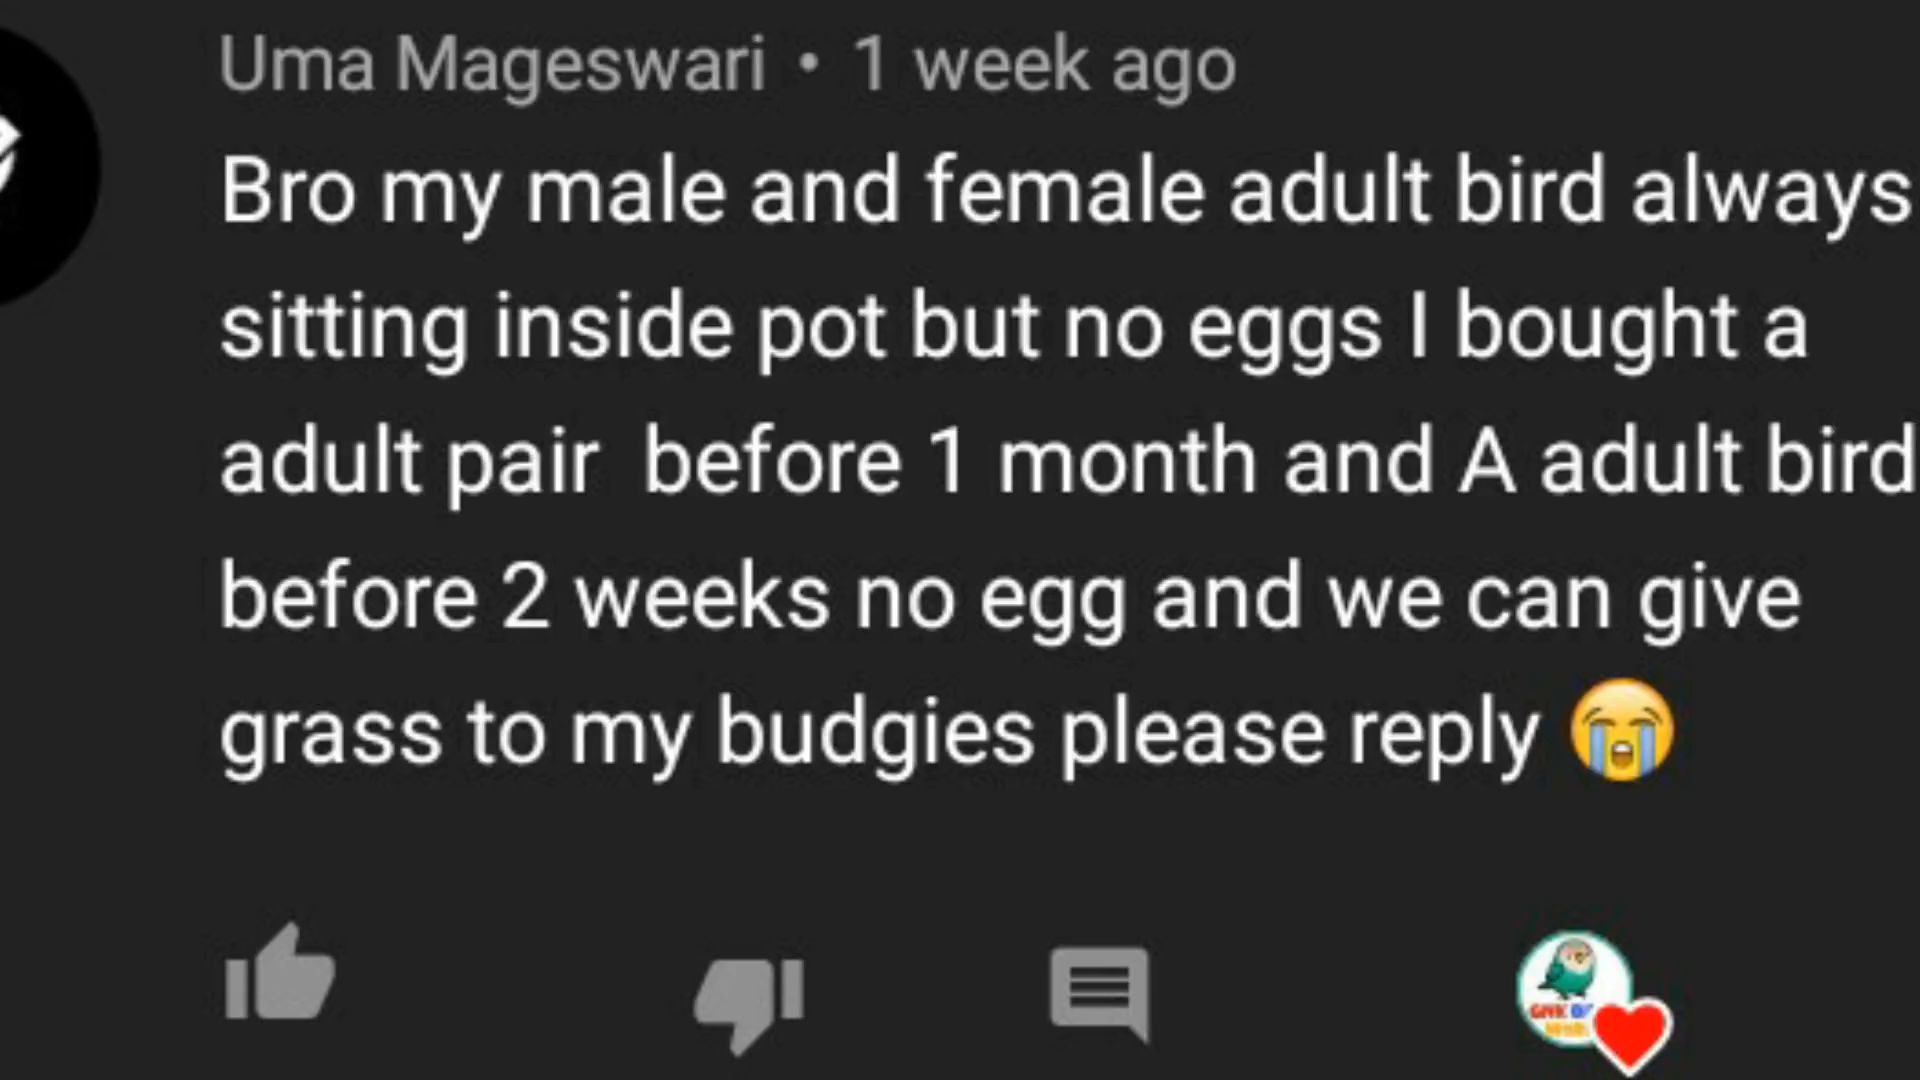 Uma Mageswari • 1 week ago
Bro my male and female adult bird always
sitting inside pot but no eggs I bought a
adult pair before 1 month and A adult bird
before 2 weeks no egg and we can give
grass to my budgies please reply 😭